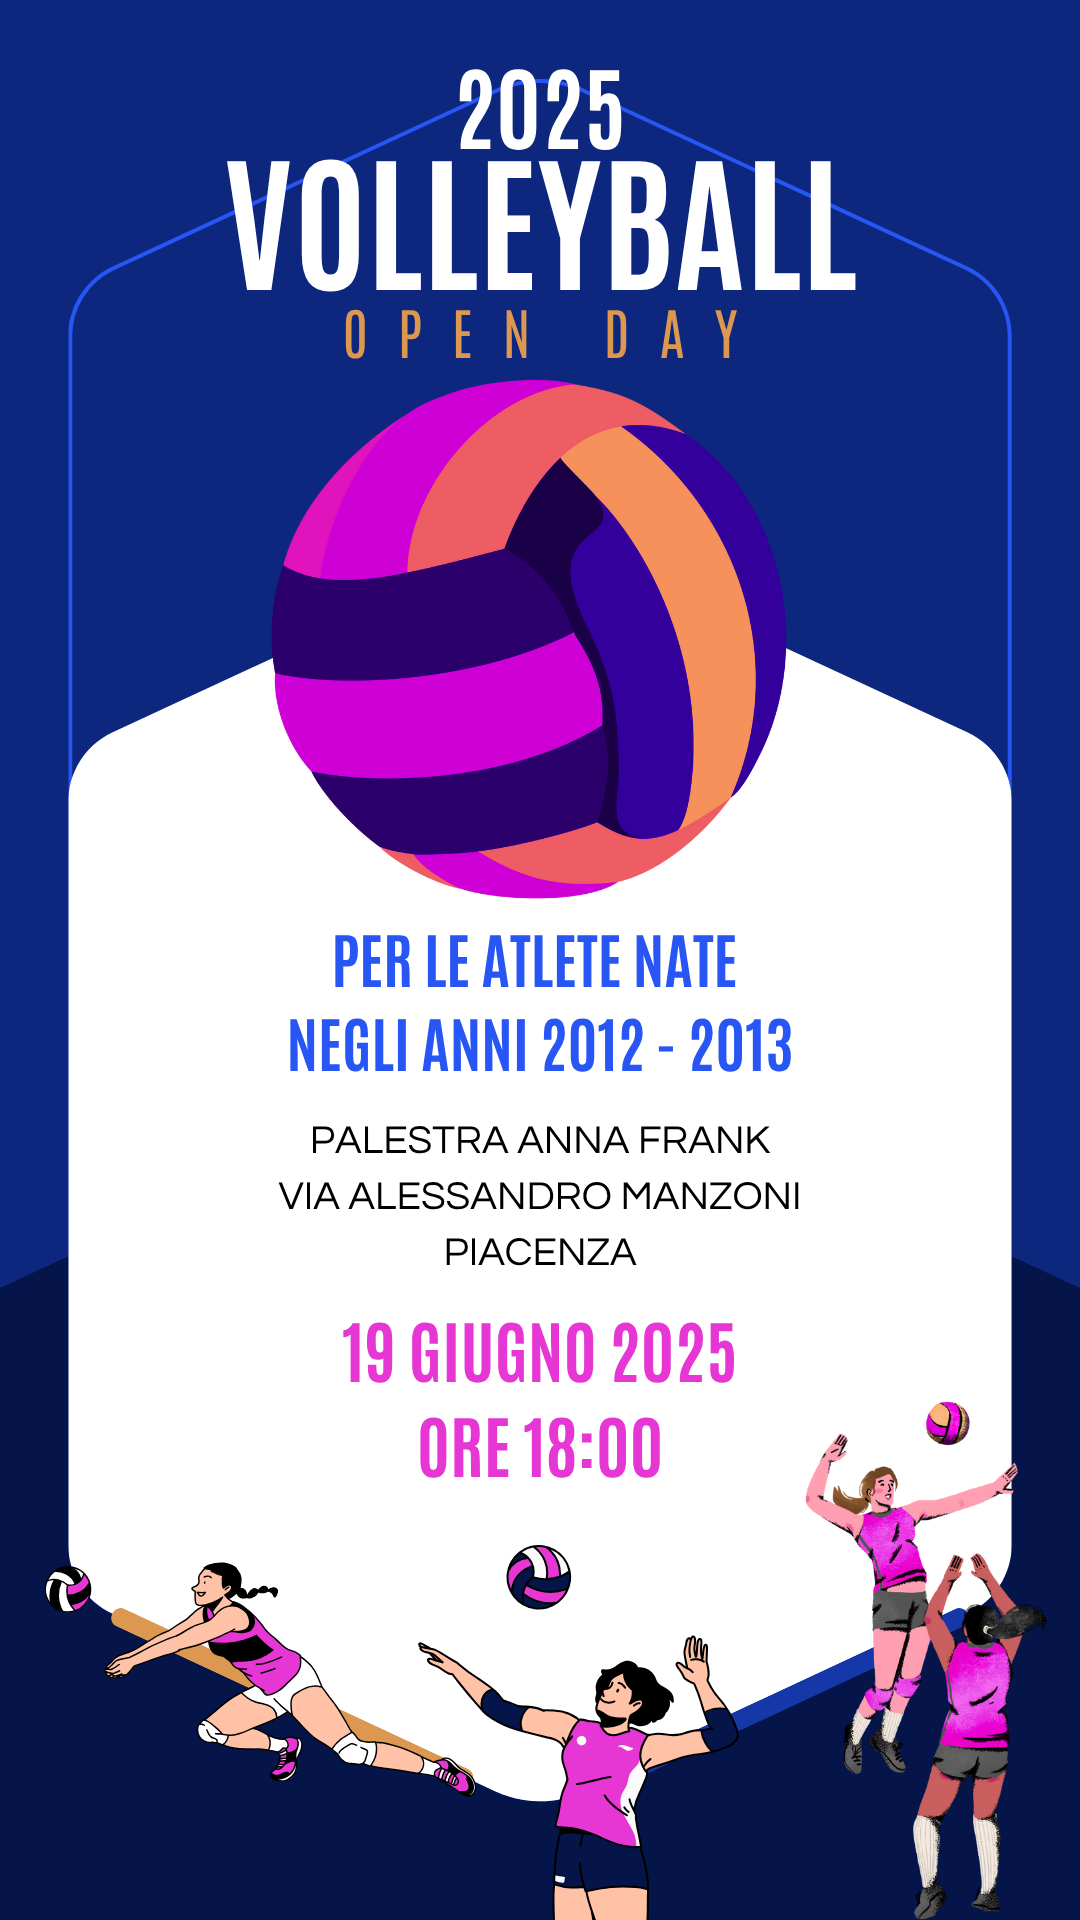 2025
VOLLEYBALL
OPEN DAY
PER LE ATLETE NATE
NEGLI ANNI 2012 - 2013
PALESTRA ANNA FRANK
VIA ALESSANDRO MANZONI
PIACENZA
19 GIUGNO 2025
ORE 18:00